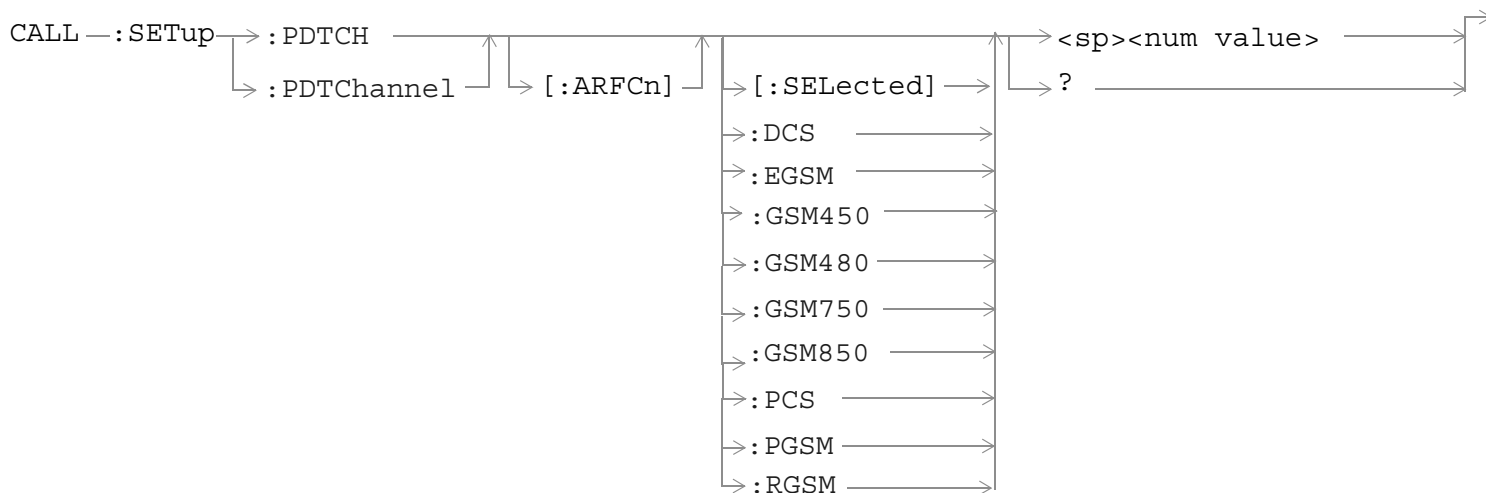 CALL :SETup :PDTCH <sp><num value>
:PDTChannel [:ARFCn] [:SELected] ?
:DCS
:EGSM
:GSM450
:GSM480
:GSM750
:GSM850
:PCS
:PGSM
:RGSM